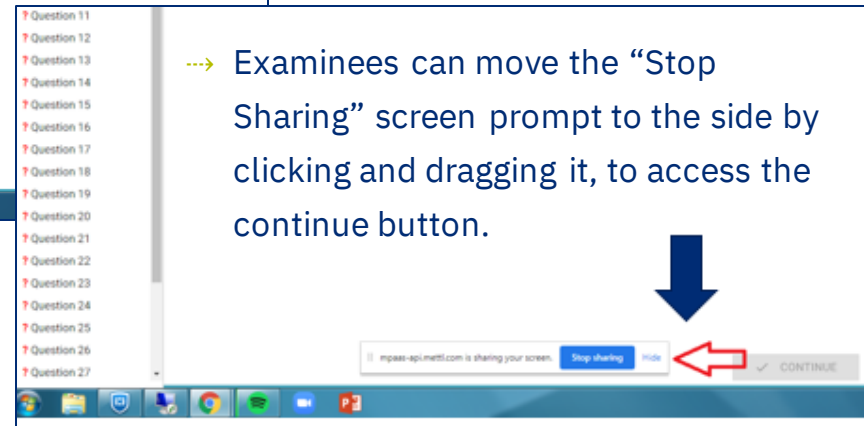 ? Question 11
? Question 12
? Question 13
? Question 14
? Question 15
? Question 16
? Question 17
? Question 18
? Question 19
? Question 20
? Question 21
? Question 22
? Question 23
? Question 24
? Question 25
? Question 26
? Question 27
Examinees can move the “Stop
Sharing” screen prompt to the side by
clicking and dragging it, to access the
continue button.
mpaas-api.mettl.com is sharing your screen. Stop sharing Hide
CONTINUE